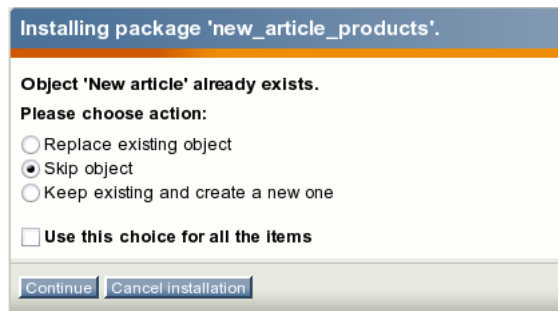 Installing package 'new_article_products'.
Object 'New article' already exists.
Please choose action:
Replace existing object
Skip object
Keep existing and create a new one
Use this choice for all the items
Continue Cancel installation